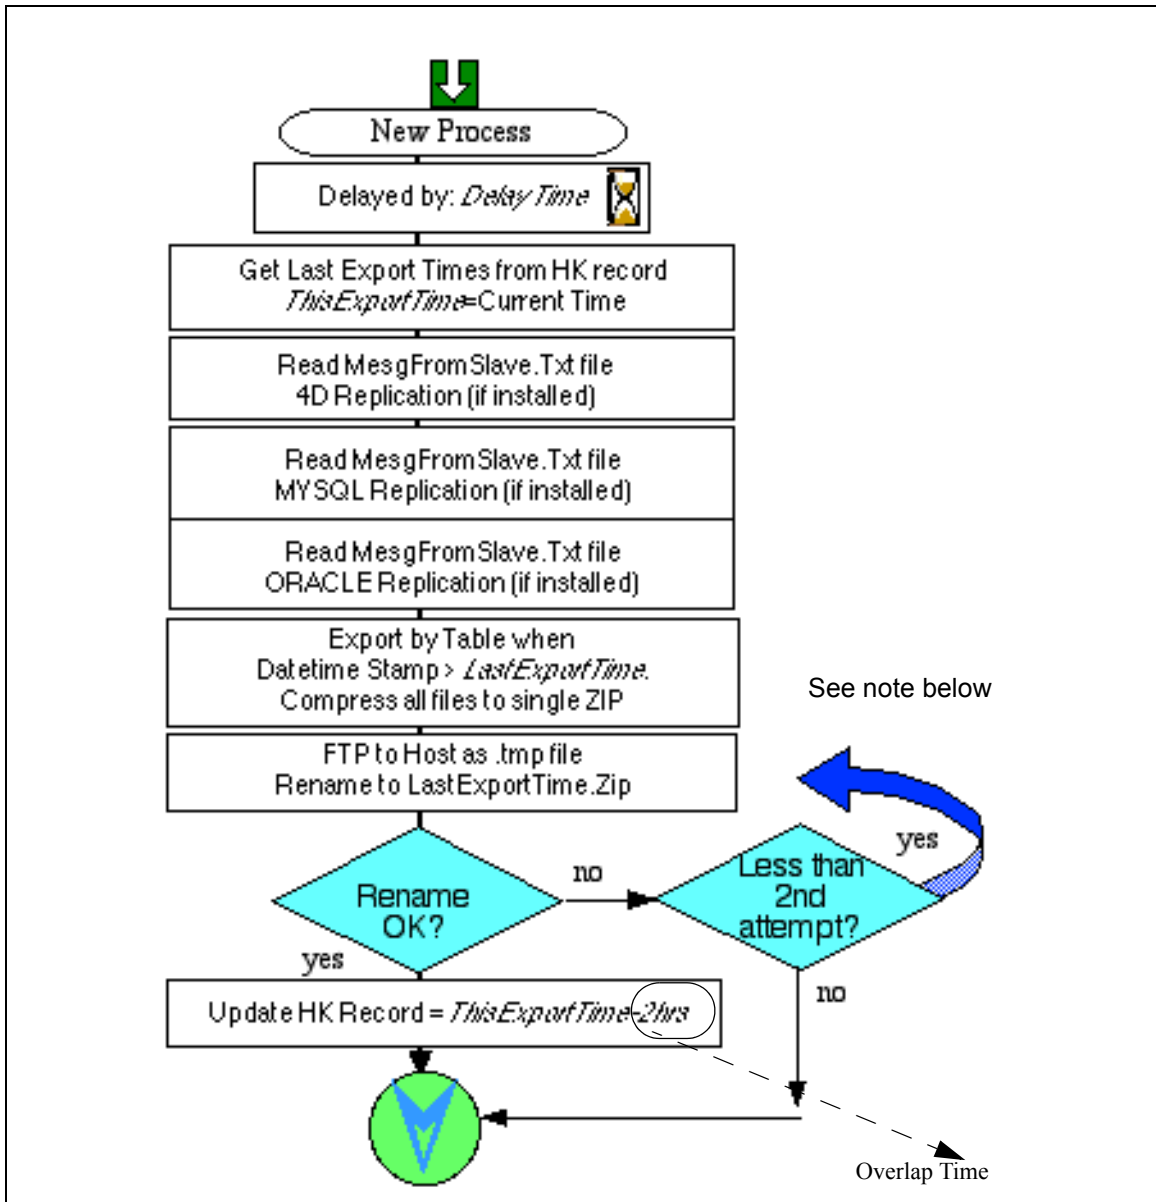 New Process
Delayed by: DelayTime
Get Last Export Times from HK record
ThisExportTime=Current Time
Read MesgFromSlave.Txt file
4D Replication (if installed)
Read MesgFromSlave.Txt file
MYSQL Replication (if installed)
Read MesgFromSlave.Txt file
ORACLE Replication (if installed)
Export by Table when
Datetime Stamp > LastExportTime.
Compress all files to single ZIP
See note below
FTP to Host as .tmp file
Rename to LastExportTime.Zip
Rename
OK?
no
Less than
2nd
attempt?
yes
yes
no
Update HK Record = ThisExportTime-2hrs
Overlap Time